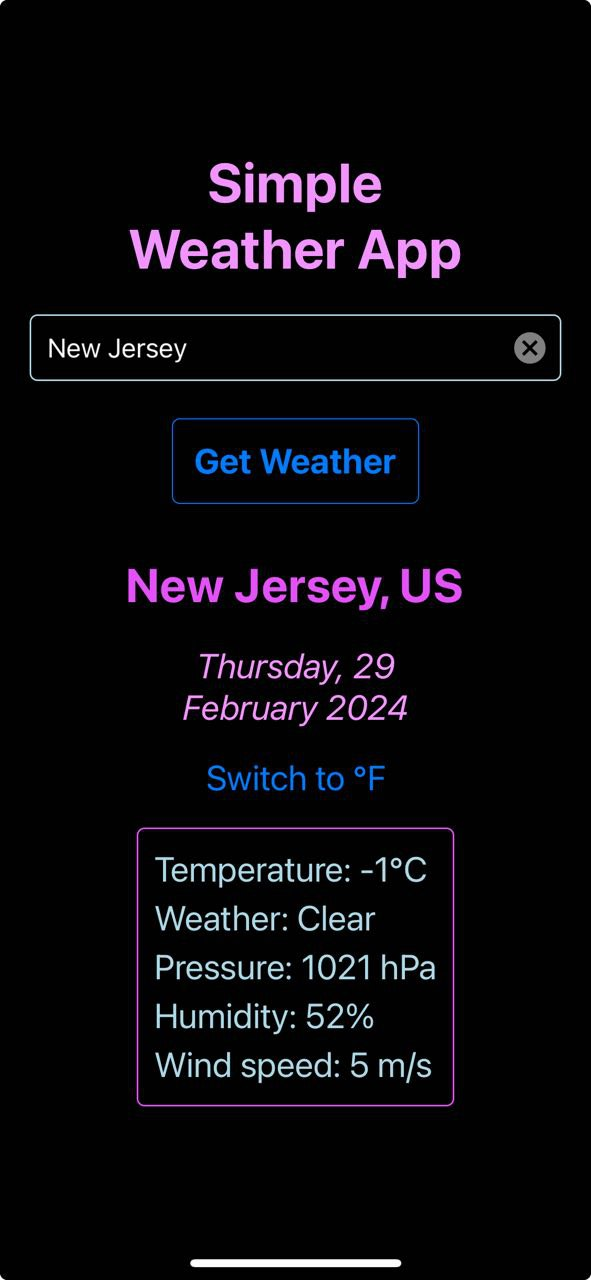 Simple
Weather App
New Jersey
Get Weather
New Jersey, US
Thursday, 29
February 2024
Switch to °F
Temperature: -1°C
Weather: Clear
Pressure: 1021 hPa
Humidity: 52%
Wind speed: 5 m/s